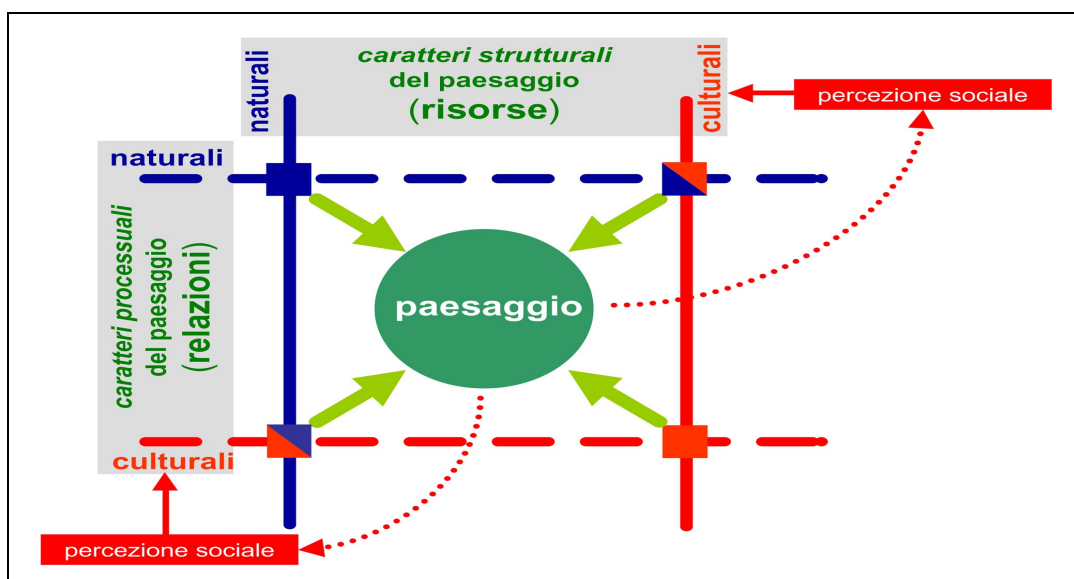 naturali
caratteri strutturali
del paesaggio
(risorse)
culturali
percezione sociale
naturali
caratteri processuali
del paesaggio
(relazioni)
paesaggio
culturali
percezione sociale